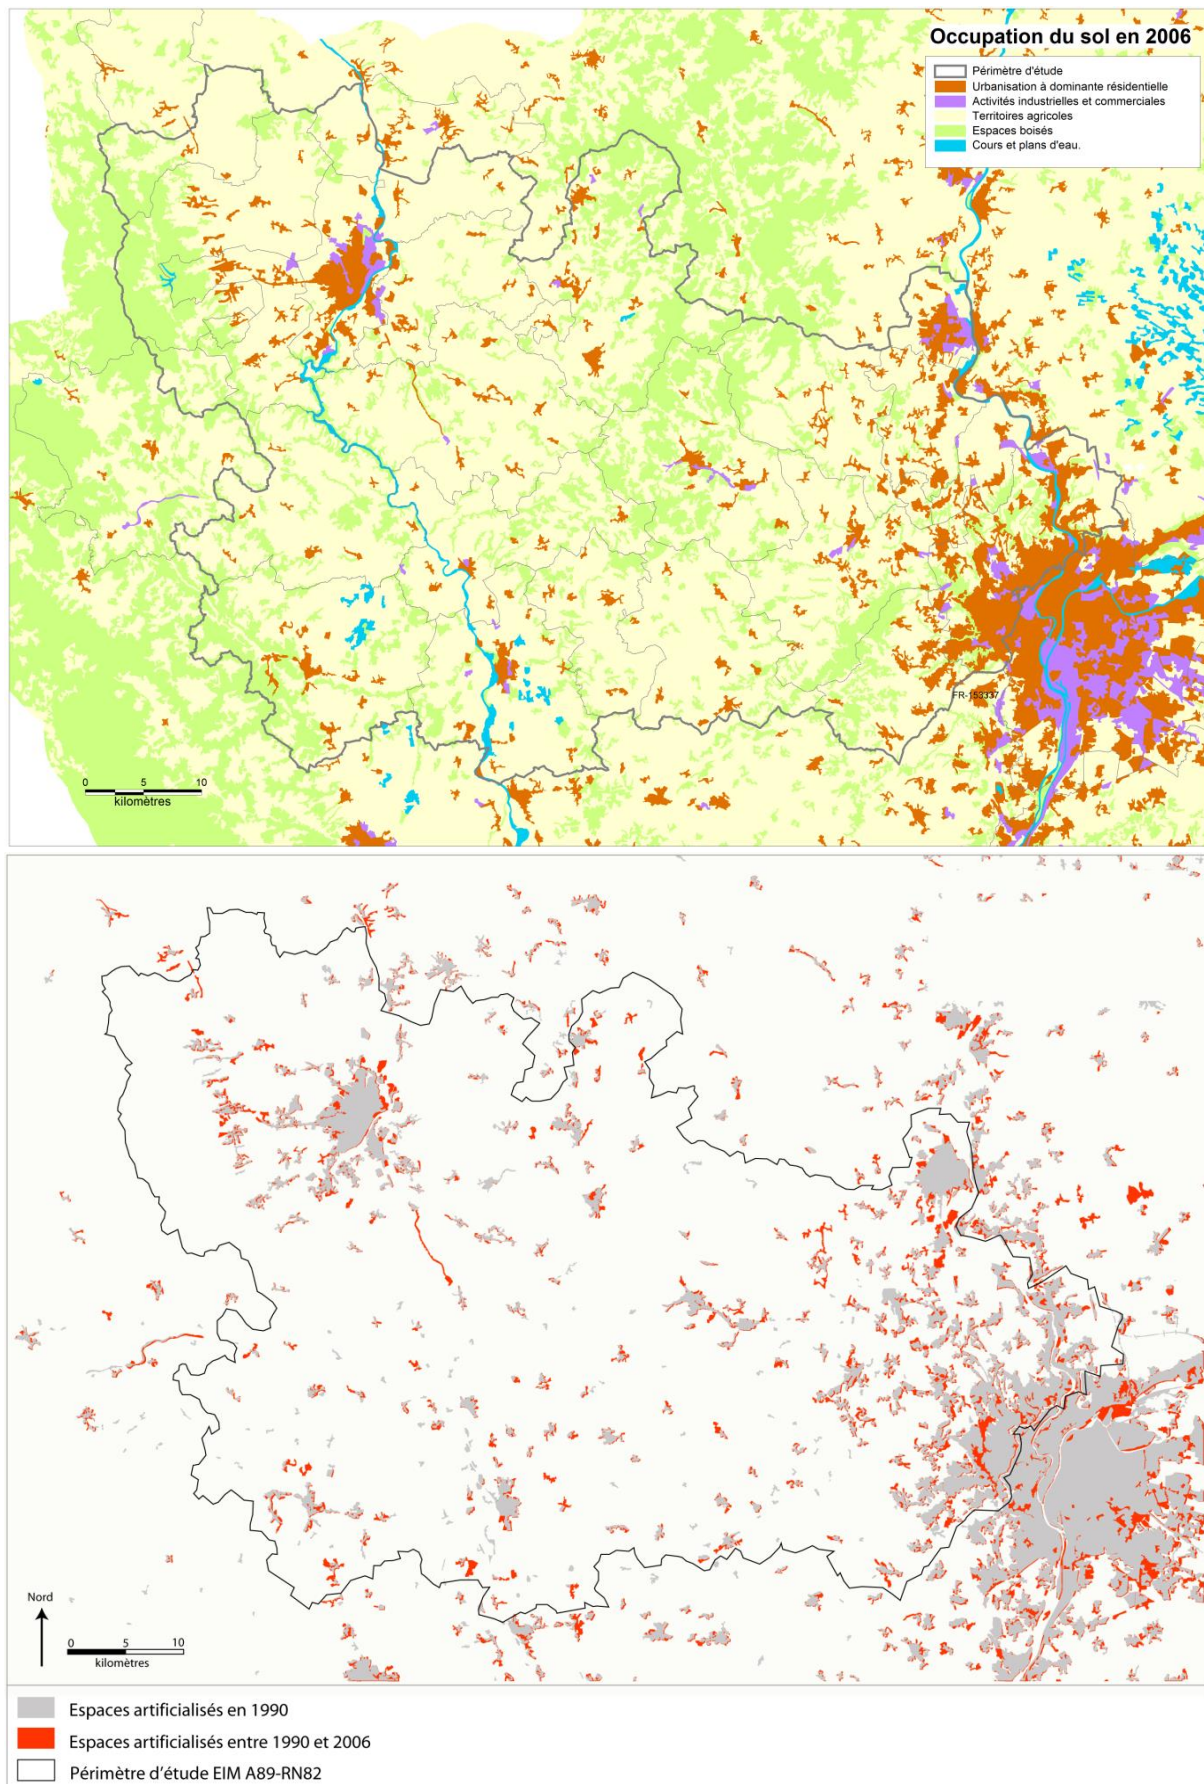 Occupation du sol en 2006
Périmètre d'étude
Urbanisation à dominante résidentielle
Activités industrielles et commerciales
Territoires agricoles
Espaces boisés
Cours et plans d'eau.
FR-153337
0 5 10
kilomètres
Nord
0 5 10
kilomètres
Espaces artificialisés en 1990
Espaces artificialisés entre 1990 et 2006
Périmètre d'étude EIM A89-RN82